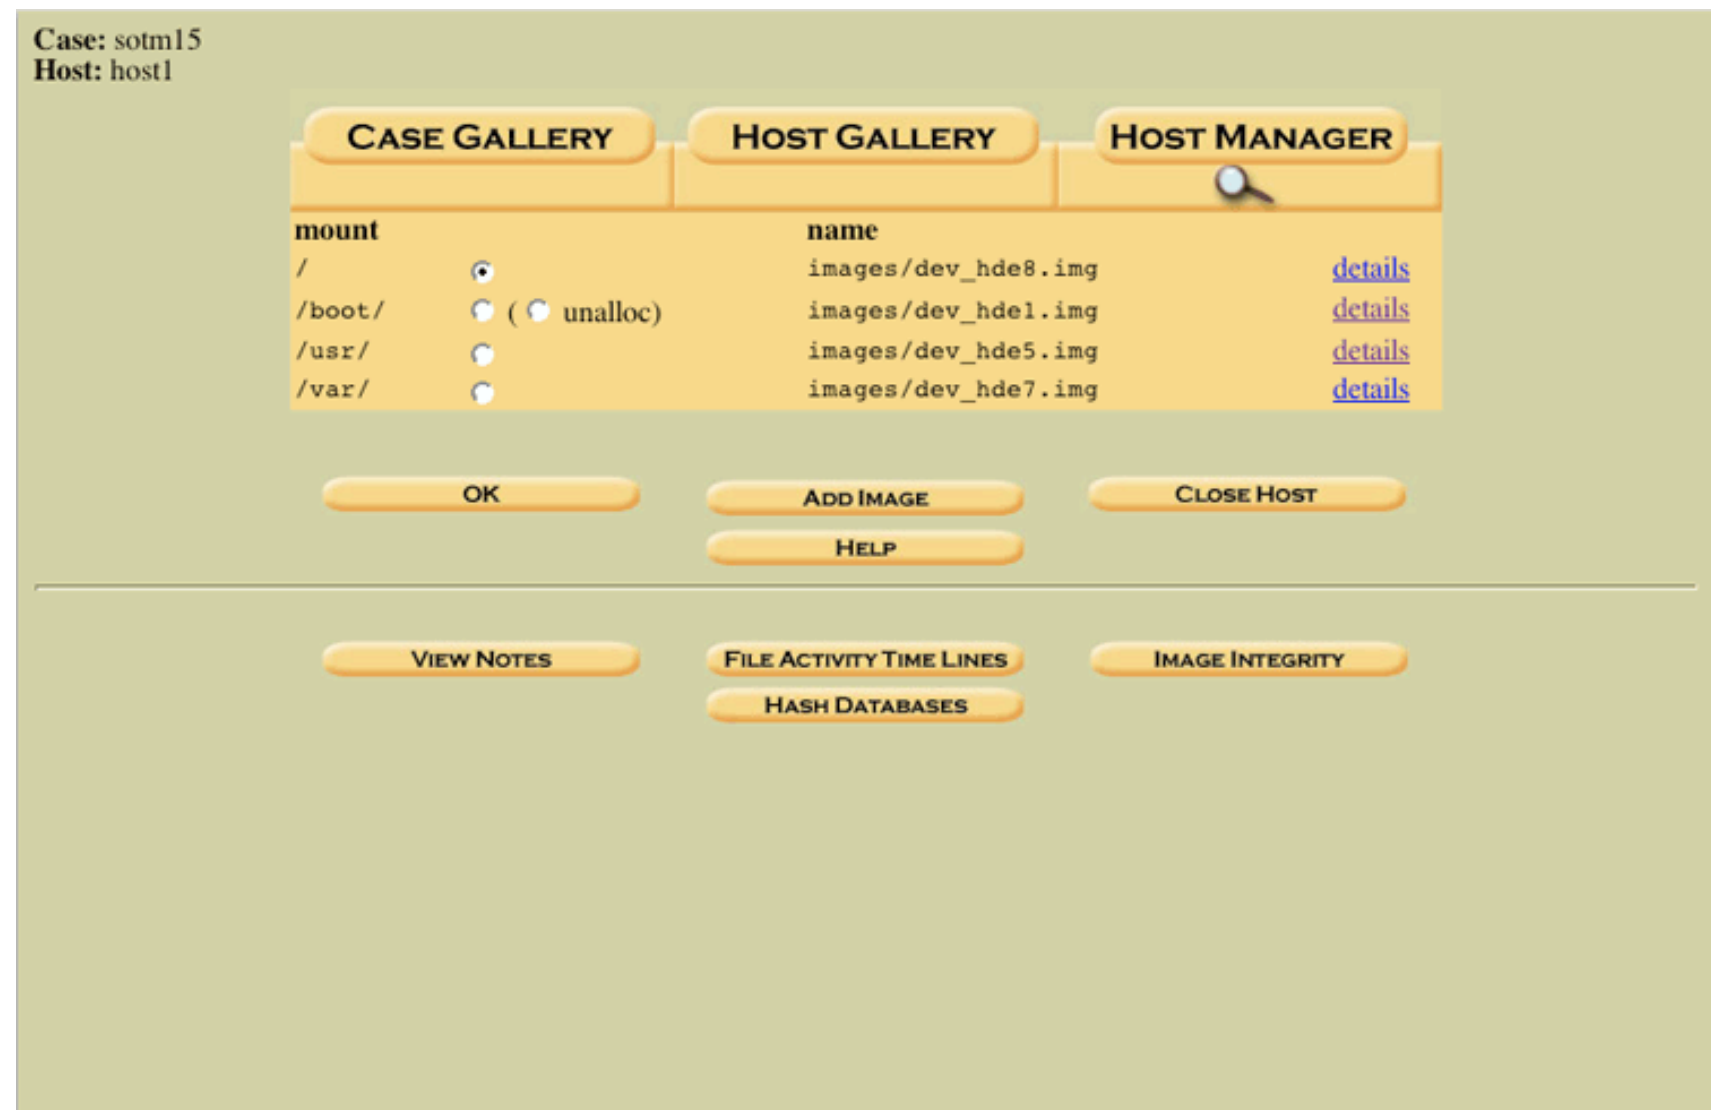 Case: sotm15
Host: host1
CASE GALLERY HOST GALLERY HOST MANAGER
mount name
/ images/dev_hde8.img details
/boot/ ( unalloc) images/dev_hde1.img details
/usr/ images/dev_hde5.img details
/var/ images/dev_hde7.img details
OK ADD IMAGE CLOSE HOST
HELP
VIEW NOTES FILE ACTIVITY TIME LINES IMAGE INTEGRITY
HASH DATABASES